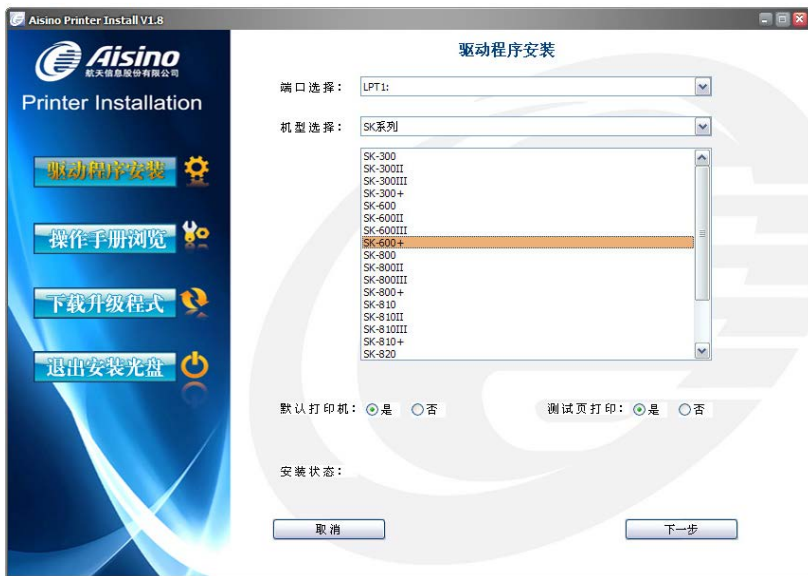 Aisino Printer Install V1.8
Aisino
航天信息股份有限公司
Printer Installation
驱动程序安装
操作手册浏览
下载升级程式
退出安装光盘
驱动程序安装
端口选择： LPT1:
机型选择： SK系列
SK-300
SK-300II
SK-300III
SK-300+
SK-600
SK-600II
SK-600III
SK-600+
SK-800
SK-800II
SK-800III
SK-800+
SK-810
SK-810II
SK-810III
SK-810+
SK-820
默认打印机： 是 否 测试页打印： 是 否
安装状态：
取消 下一步